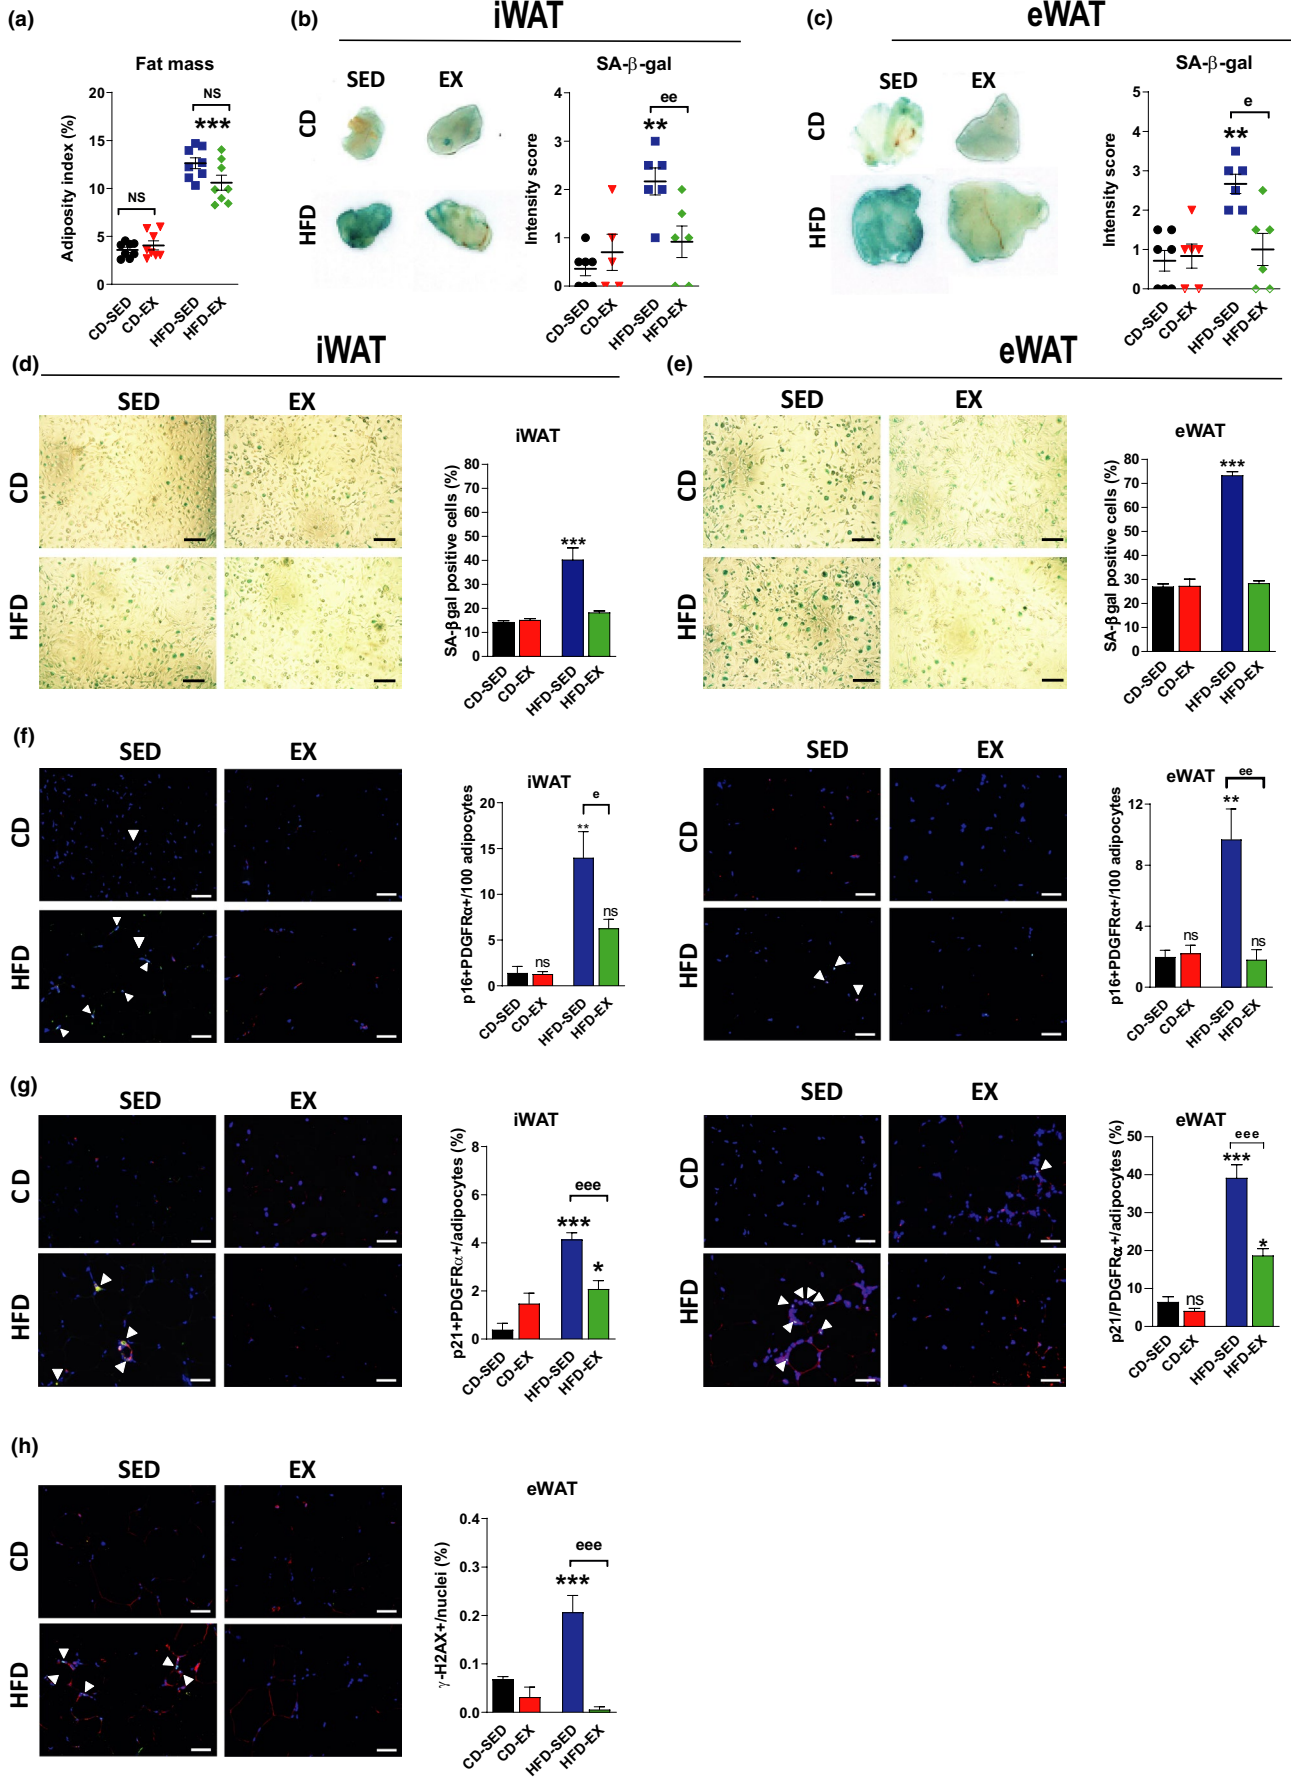 (a)
Fat mass
Adiposity index (%)
20
15
10
5
0
NS
NS
***
CD-SED
CD-EX
HFD-SED
HFD-EX
(b)
iWAT
SED
EX
CD
HFD
SA-β-gal
Intensity score
4
3
2
1
0
ee
**
CD-SED
CD-EX
HFD-SED
HFD-EX
(c)
eWAT
SED
EX
CD
HFD
SA-β-gal
Intensity score
5
4
3
2
1
0
e
**
CD-SED
CD-EX
HFD-SED
HFD-EX
(d)
iWAT
SED
EX
CD
HFD
iWAT
SA-βgal positive cells (%)
80
70
60
50
40
30
20
10
0
***
CD-SED
CD-EX
HFD-SED
HFD-EX
(e)
eWAT
SED
EX
CD
HFD
eWAT
SA-βgal positive cells (%)
80
70
60
50
40
30
20
10
0
***
CD-SED
CD-EX
HFD-SED
HFD-EX
(f)
SED
EX
CD
HFD
iWAT
p16+PDGFRα+/100 adipocytes
20
15
10
5
0
e
**
ns
ns
CD-SED
CD-EX
HFD-SED
HFD-EX
SED
EX
CD
HFD
eWAT
p16+PDGFRα+/100 adipocytes
12
8
4
0
ee
**
ns
ns
CD-SED
CD-EX
HFD-SED
HFD-EX
(g)
SED
EX
CD
HFD
iWAT
p21+PDGFRα+/adipocytes (%)
8
6
4
2
0
eee
***
*
CD-SED
CD-EX
HFD-SED
HFD-EX
SED
EX
CD
HFD
eWAT
p21/PDGFRα+/adipocytes (%)
50
40
30
20
10
0
eee
***
*
ns
CD-SED
CD-EX
HFD-SED
HFD-EX
(h)
SED
EX
CD
HFD
eWAT
γ-H2AX+/nuclei (%)
0.4
0.3
0.2
0.1
0.0
eee
***
CD-SED
CD-EX
HFD-SED
HFD-EX